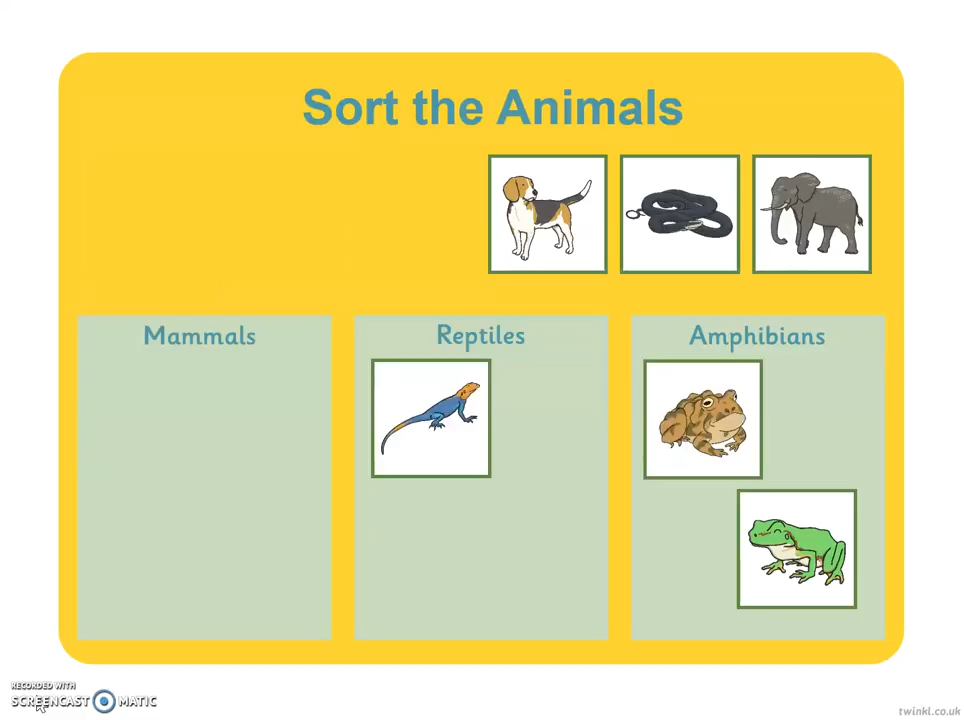 Sort the Animals
Mammals
Reptiles
Amphibians
RECORDED WITH
SCREENCAST MATIC
twinkl.co.uk